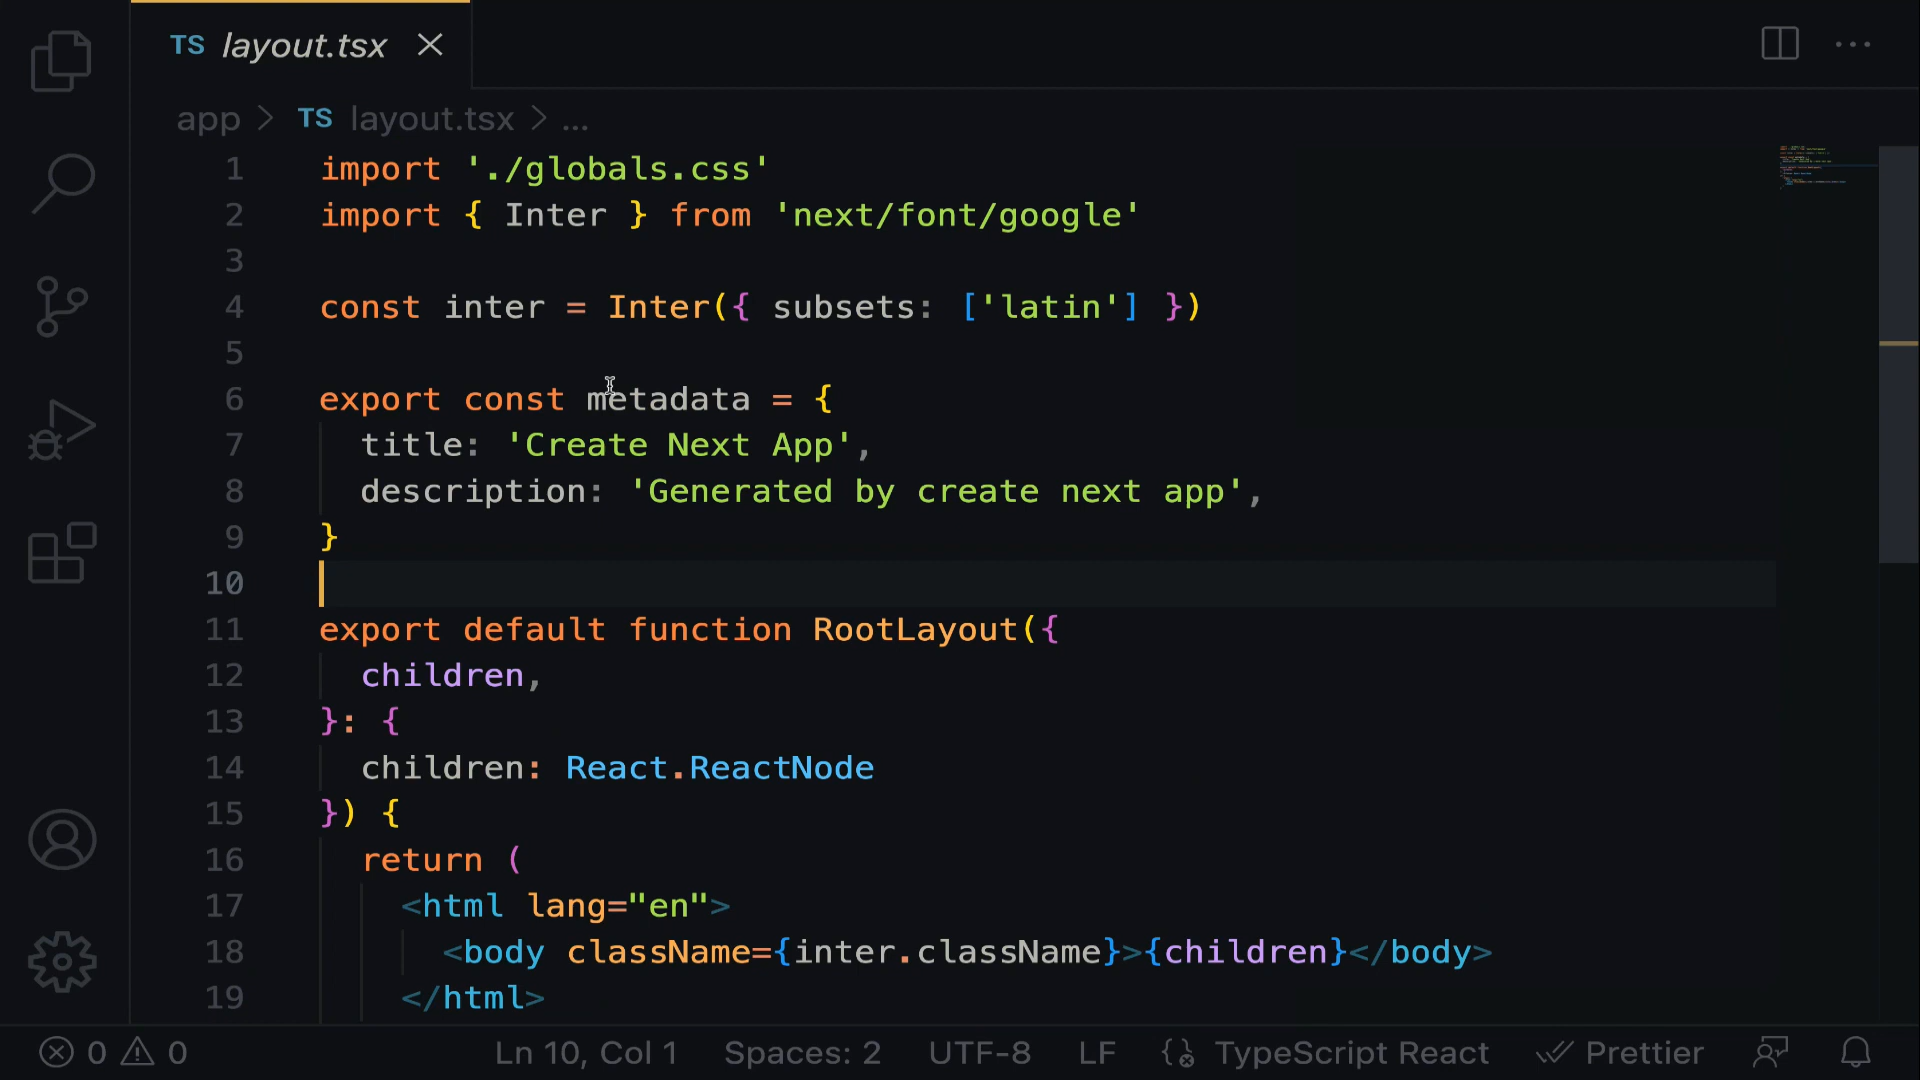 TS layout.tsx
app > TS layout.tsx > ...
1 import './globals.css'
2 import { Inter } from 'next/font/google'
3
4 const inter = Inter({ subsets: ['latin'] })
5
6 export const metadata = {
7 title: 'Create Next App',
8 description: 'Generated by create next app',
9 }
10
11 export default function RootLayout({
12 children,
13 }: {
14 children: React.ReactNode
15 }) {
16 return (
17 <html lang="en">
18 <body className={inter.className}>{children}</body>
19 </html>
0 0 Ln 10, Col 1 Spaces: 2 UTF-8 LF TypeScript React Prettier